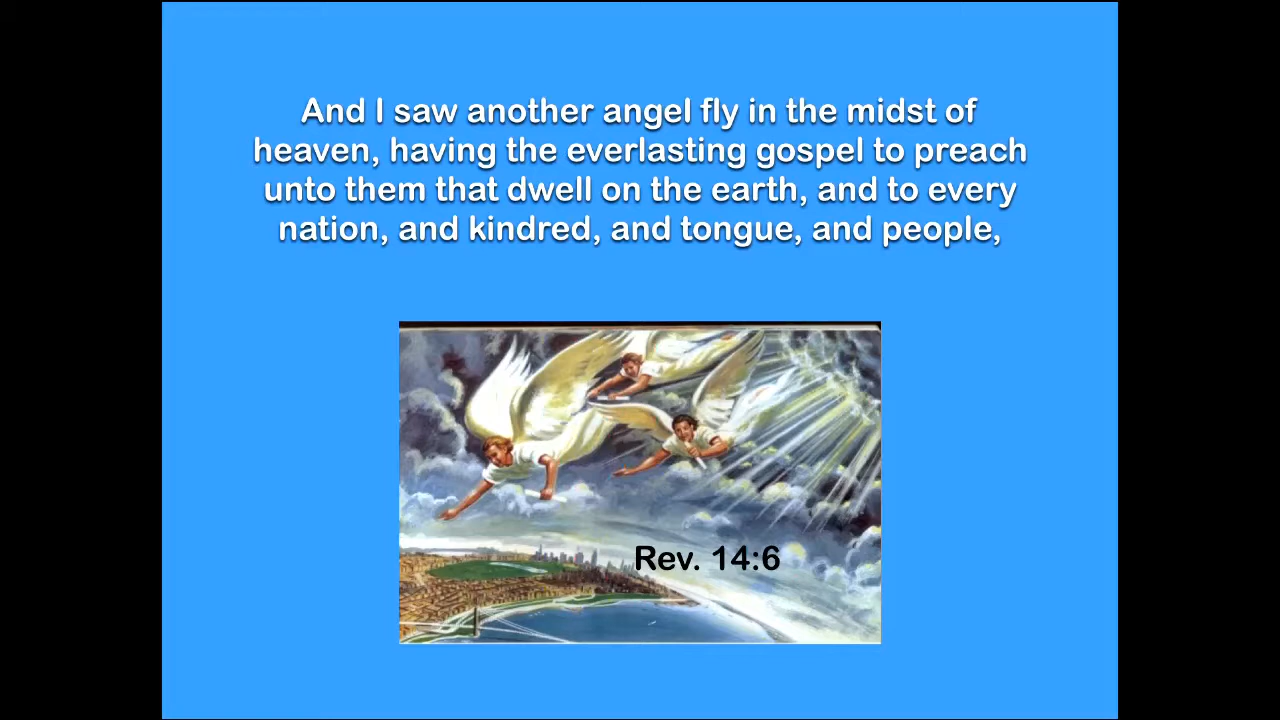 And I saw another angel fly in the midst of
heaven, having the everlasting gospel to preach
unto them that dwell on the earth, and to every
nation, and kindred, and tongue, and people,
Rev. 14:6